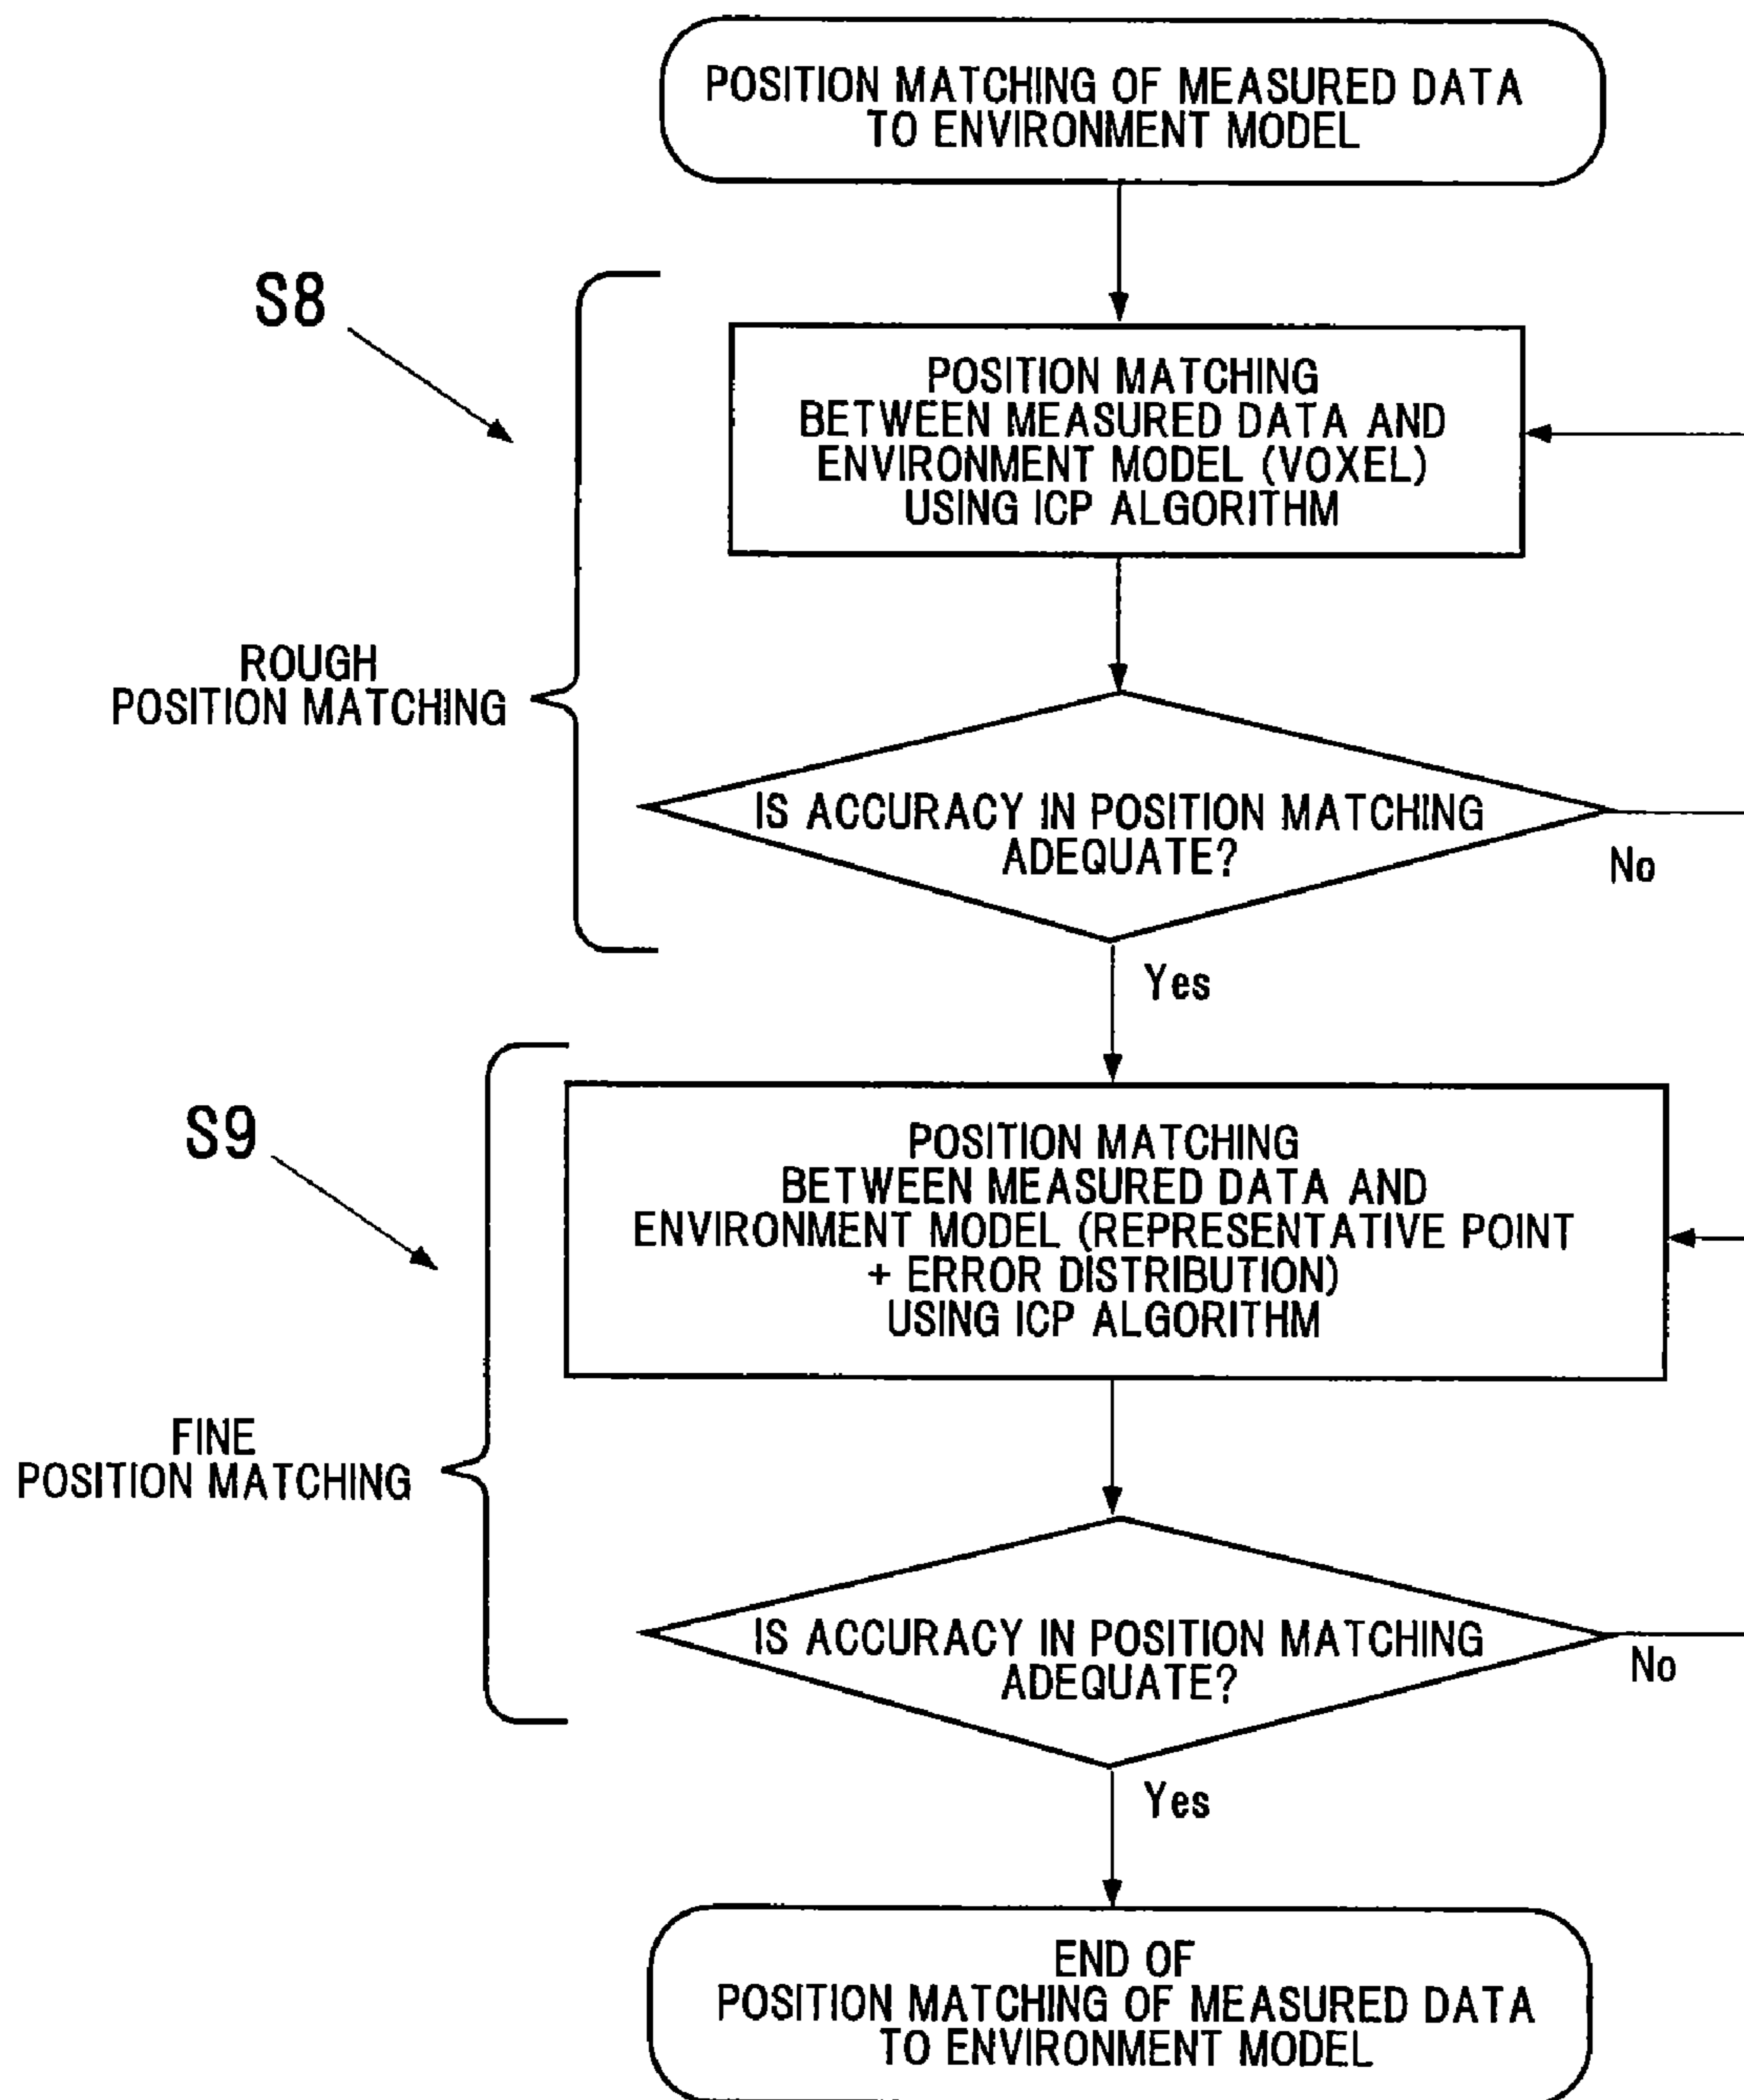 POSITION MATCHING OF MEASURED DATA
TO ENVIRONMENT MODEL
S8
POSITION MATCHING
BETWEEN MEASURED DATA AND
ENVIRONMENT MODEL (VOXEL)
USING ICP ALGORITHM
ROUGH
POSITION MATCHING
IS ACCURACY IN POSITION MATCHING
ADEQUATE?
No
Yes
S9
POSITION MATCHING
BETWEEN MEASURED DATA AND
ENVIRONMENT MODEL (REPRESENTATIVE POINT
+ ERROR DISTRIBUTION)
USING ICP ALGORITHM
FINE
POSITION MATCHING
IS ACCURACY IN POSITION MATCHING
ADEQUATE?
No
Yes
END OF
POSITION MATCHING OF MEASURED DATA
TO ENVIRONMENT MODEL